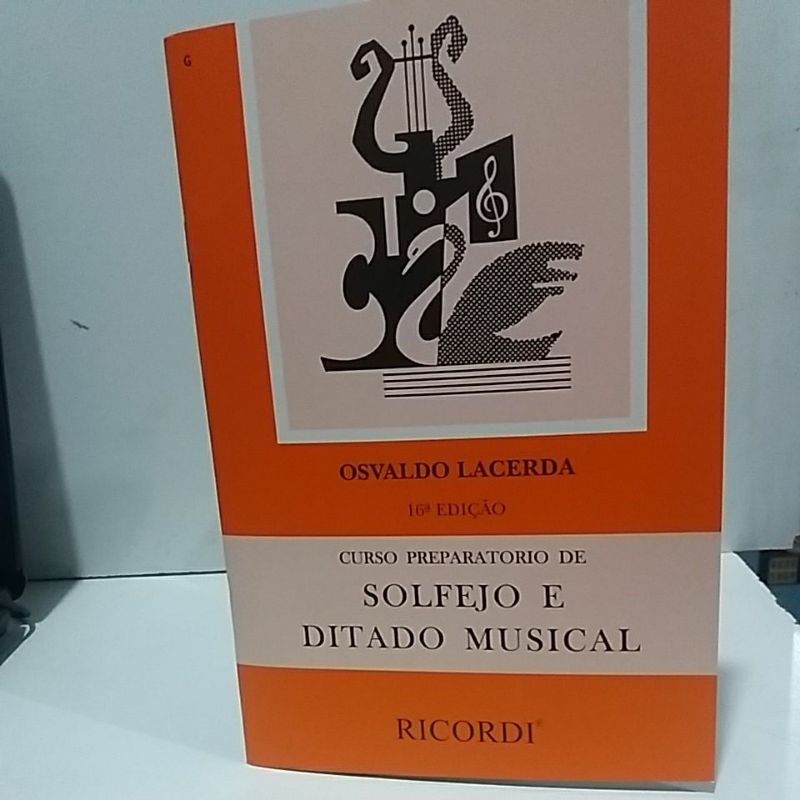 G
OSVALDO LACERDA
16ª EDIÇÃO
CURSO PREPARATORIO DE
SOLFEJO E
DITADO MUSICAL
RICORDI®